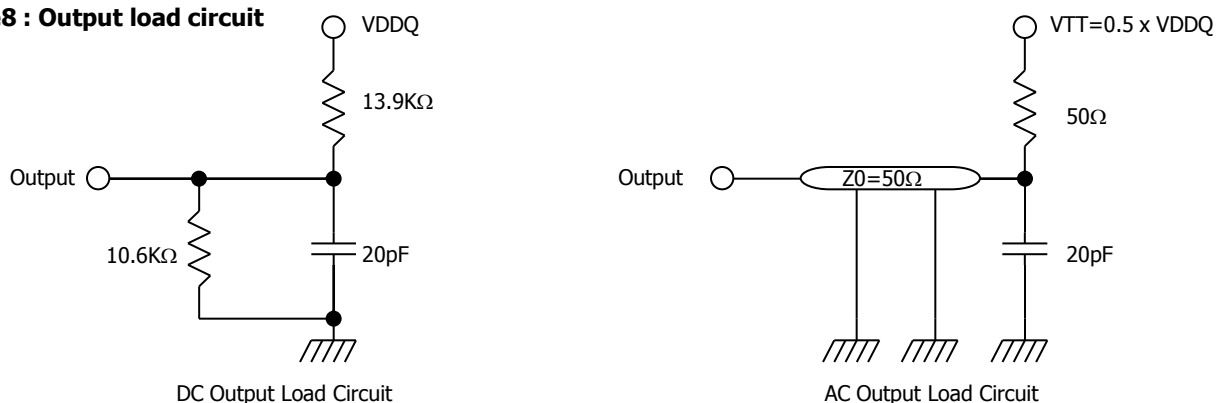 8 : Output load circuit
VDDQ
13.9KΩ
Output
10.6KΩ
20pF
DC Output Load Circuit
VTT=0.5 x VDDQ
50Ω
Output
Z0=50Ω
20pF
AC Output Load Circuit